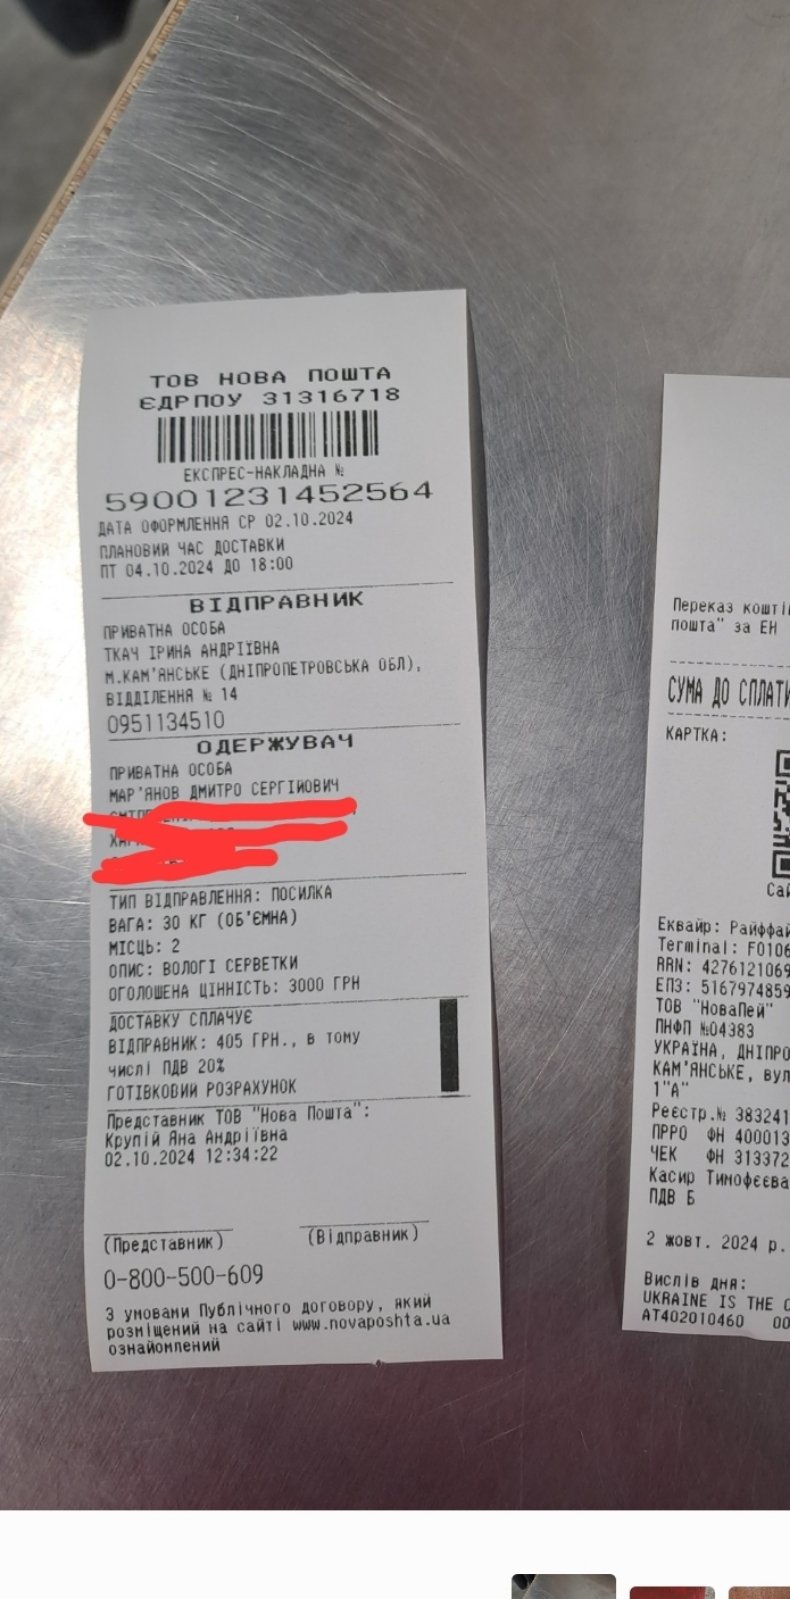 ТОВ НОВА ПОШТА
ЄДРПОУ 31316718
ЕКСПРЕС-НАКЛАДНА №
59001231452564
ДАТА ОФОРМЛЕННЯ СР 02.10.2024
ПЛАНОВИЙ ЧАС ДОСТАВКИ
ПТ 04.10.2024 ДО 18:00
ВІДПРАВНИК
ПРИВАТНА ОСОБА
ТКАЧ ІРИНА АНДРІЇВНА
М.КАМ'ЯНСЬКЕ (ДНІПРОПЕТРОВСЬКА ОБЛ),
ВІДДІЛЕННЯ № 14
0951134510
ОДЕРЖУВАЧ
ПРИВАТНА ОСОБА
МАР'ЯНОВ ДМИТРО СЕРГІЙОВИЧ
ТИП ВІДПРАВЛЕННЯ: ПОСИЛКА
ВАГА: 30 КГ (ОБ'ЄМНА)
МІСЦЬ: 2
ОПИС: ВОЛОГІ СЕРВЕТКИ
ОГОЛОШЕНА ЦІННІСТЬ: 3000 ГРН
ДОСТАВКУ СПЛАЧУЄ
ВІДПРАВНИК: 405 ГРН., в тому
числі ПДВ 20%
ГОТІВКОВИЙ РОЗРАХУНОК
Представник ТОВ "Нова Пошта":
Крупій Яна Андріївна
02.10.2024 12:34:22
(Представник) (Відправник)
0-800-500-609
З умовами Публічного договору, який
розміщений на сайті www.novaposhta.ua
ознайомлений
Переказ кошті
пошта" за ЕН
СУМА ДО СПЛАТИ
КАРТКА:
Сай
Еквайр: Райффай
Terminal: F0106
RRN: 4276121069
ЕПЗ: 5167974859
ТОВ "НоваПей"
ПНФП №04383
УКРАЇНА, ДНІПРО
КАМ'ЯНСЬКЕ, вул
1"А"
Реєстр.№ 383241
ПРРО ФН 400013
ЧЕК ФН 313372
Касир Тимофєєва
ПДВ Б
2 жовт. 2024 р.
Вислів дня:
UKRAINE IS THE
AT402010460 00